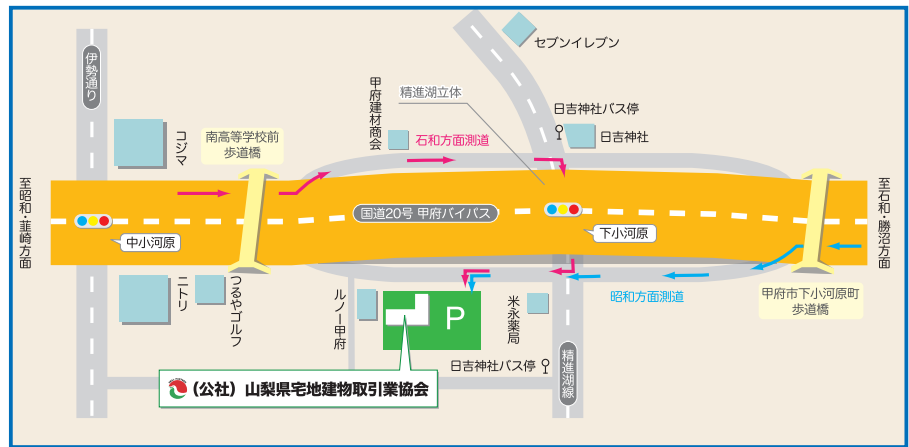 セブンイレブン
伊勢通り
甲府建材商会
精進湖立体
日吉神社バス停
コジマ
南高等学校前
歩道橋
石和方面測道
日吉神社
至昭和・韮崎方面
至石和・勝沼方面
国道20号 甲府バイパス
中小河原
下小河原
ニトリ
つるやゴルフ
ルノー甲府
P
米永薬局
昭和方面測道
甲府市下小河原町
歩道橋
日吉神社バス停
精進湖線
(公社)山梨県宅地建物取引業協会